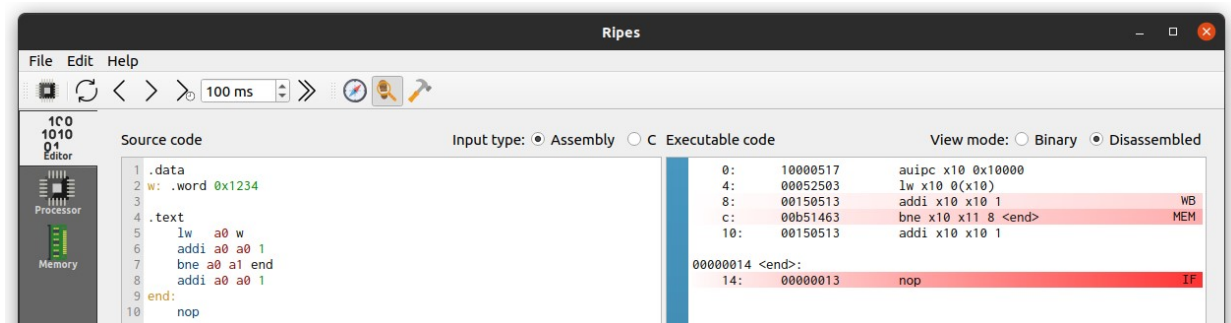 Ripes
File Edit Help
100 ms
100
1010
01
Editor
Processor
Memory
Source code
Input type: Assembly C
1 .data
2 w: .word 0x1234
3
4 .text
5 lw a0 w
6 addi a0 a0 1
7 bne a0 a1 end
8 addi a0 a0 1
9 end:
10 nop
Executable code
View mode: Binary Disassembled
0: 10000517 auipc x10 0x10000
4: 00052503 lw x10 0(x10)
8: 00150513 addi x10 x10 1 WB
c: 00b51463 bne x10 x11 8 <end> MEM
10: 00150513 addi x10 x10 1
00000014 <end>:
14: 00000013 nop IF